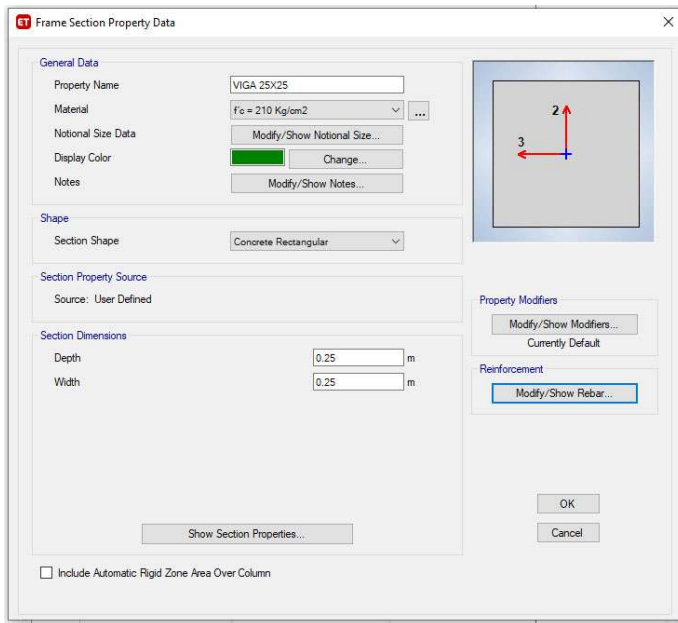 ET Frame Section Property Data
General Data
Property Name VIGA 25X25
Material f'c = 210 Kg/cm2 ...
Notional Size Data Modify/Show Notional Size...
Display Color Change...
Notes Modify/Show Notes...
Shape
Section Shape Concrete Rectangular
Section Property Source
Source: User Defined
Section Dimensions
Depth 0.25 m
Width 0.25 m
Show Section Properties...
Include Automatic Rigid Zone Area Over Column
2
3
Property Modifiers
Modify/Show Modifiers...
Currently Default
Reinforcement
Modify/Show Rebar...
OK
Cancel